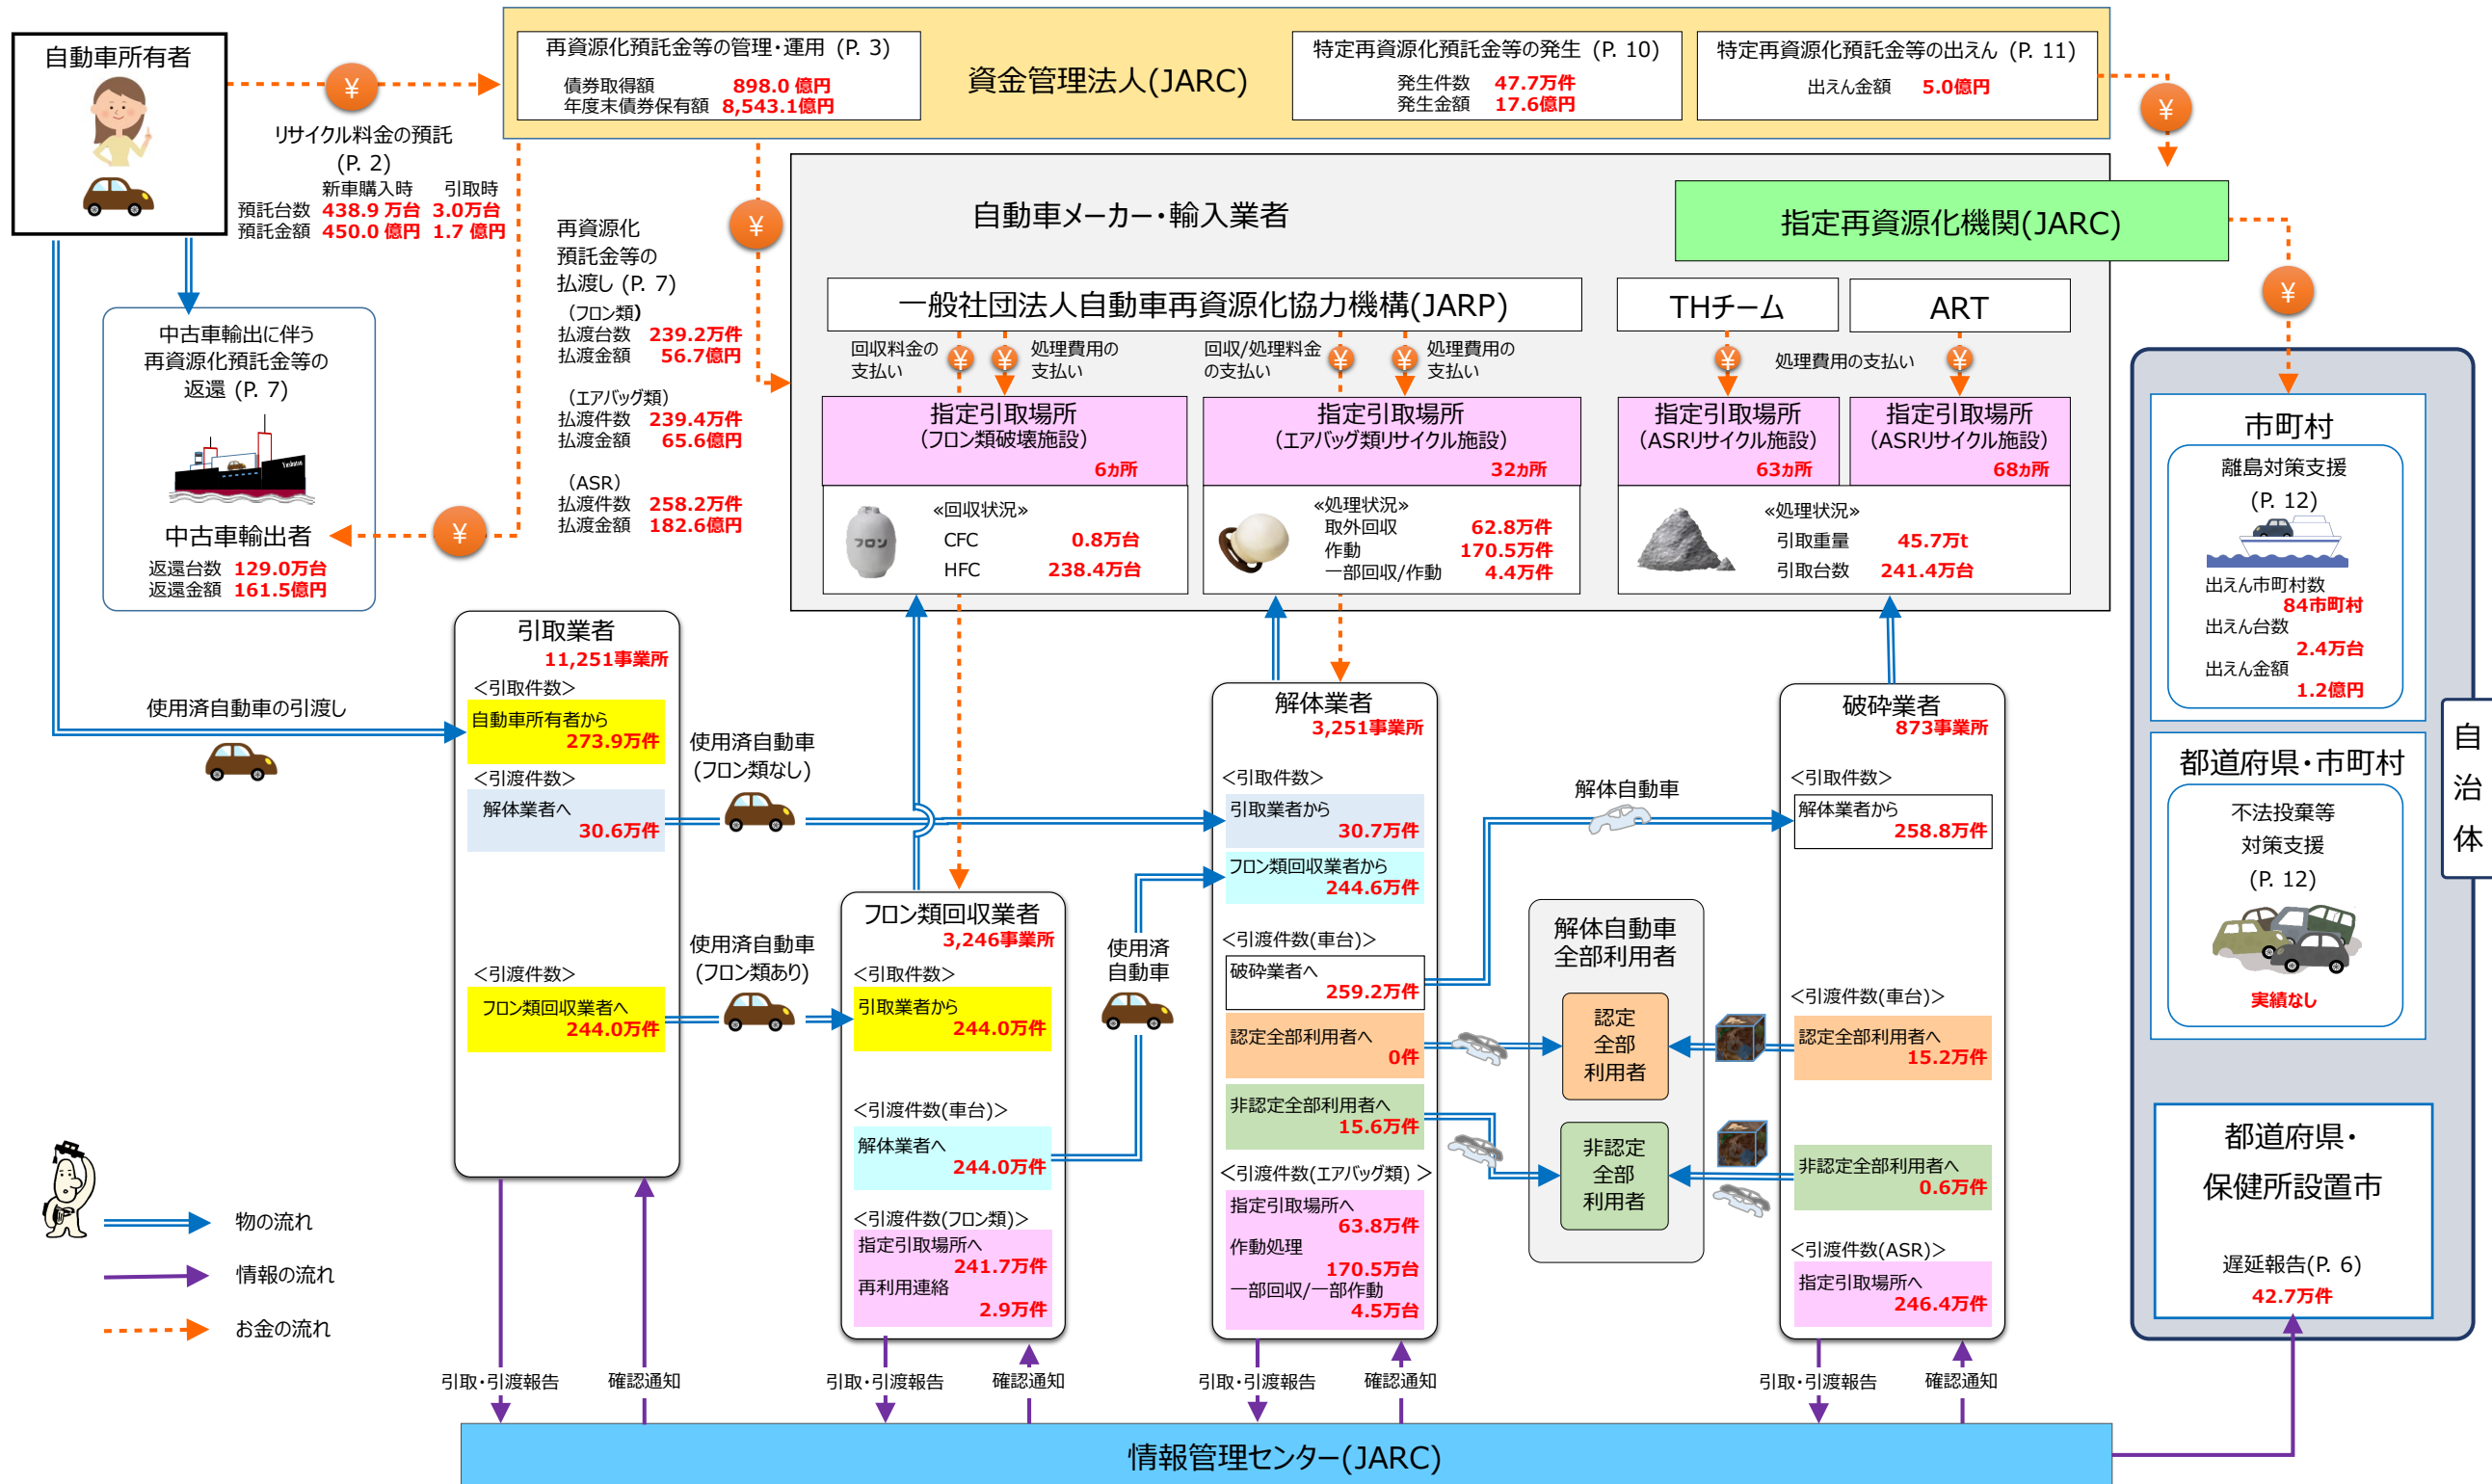 自動車所有者
リサイクル料金の預託
(P. 2)
新車購入時 引取時
預託台数 438.9 万台 3.0万台
預託金額 450.0 億円 1.7 億円
再資源化預託金等の管理・運用 (P. 3)
債券取得額 898.0 億円
年度末債券保有額 8,543.1億円
資金管理法人(JARC)
特定再資源化預託金等の発生 (P. 10)
発生件数 47.7万件
発生金額 17.6億円
特定再資源化預託金等の出えん (P. 11)
出えん金額 5.0億円
¥
¥
¥
¥
¥
中古車輸出に伴う
再資源化預託金等の
返還 (P. 7)
中古車輸出者
返還台数 129.0万台
返還金額 161.5億円
再資源化
預託金等の
払渡し (P. 7)
（フロン類）
払渡台数 239.2万件
払渡金額 56.7億円
（エアバッグ類）
払渡件数 239.4万件
払渡金額 65.6億円
（ASR）
払渡件数 258.2万件
払渡金額 182.6億円
自動車メーカー・輸入業者
指定再資源化機関(JARC)
一般社団法人自動車再資源化協力機構(JARP)
THチーム
ART
回収料金の
支払い
¥ ¥
処理費用の
支払い
回収/処理料金
の支払い
¥ ¥
処理費用の
支払い
¥ 処理費用の支払い ¥
指定引取場所
（フロン類破壊施設）
6ヵ所
フロン
«回収状況»
CFC 0.8万台
HFC 238.4万台
指定引取場所
（エアバッグ類リサイクル施設）
32ヵ所
«処理状況»
取外回収 62.8万件
作動 170.5万件
一部回収/作動 4.4万件
指定引取場所
（ASRリサイクル施設）
63ヵ所
指定引取場所
（ASRリサイクル施設）
68ヵ所
«処理状況»
引取重量 45.7万t
引取台数 241.4万台
自治体
市町村
離島対策支援
(P. 12)
出えん市町村数
84市町村
出えん台数
2.4万台
出えん金額
1.2億円
都道府県・市町村
不法投棄等
対策支援
(P. 12)
実績なし
都道府県・
保健所設置市
遅延報告(P. 6)
42.7万件
使用済自動車の引渡し
引取業者
11,251事業所
＜引取件数＞
自動車所有者から
273.9万件
＜引渡件数＞
解体業者へ
30.6万件
＜引渡件数＞
フロン類回収業者へ
244.0万件
使用済自動車
(フロン類なし)
使用済自動車
(フロン類あり)
フロン類回収業者
3,246事業所
＜引取件数＞
引取業者から
244.0万件
＜引渡件数(車台)＞
解体業者へ
244.0万件
＜引渡件数(フロン類)＞
指定引取場所へ
241.7万件
再利用連絡
2.9万件
使用済
自動車
解体業者
3,251事業所
＜引取件数＞
引取業者から
30.7万件
フロン類回収業者から
244.6万件
＜引渡件数(車台)＞
破砕業者へ
259.2万件
認定全部利用者へ
0件
非認定全部利用者へ
15.6万件
＜引渡件数(エアバッグ類) ＞
指定引取場所へ
63.8万件
作動処理
170.5万台
一部回収/一部作動
4.5万台
解体自動車
解体自動車
全部利用者
認定
全部
利用者
非認定
全部
利用者
破砕業者
873事業所
＜引取件数＞
解体業者から
258.8万件
＜引渡件数(車台)＞
認定全部利用者へ
15.2万件
非認定全部利用者へ
0.6万件
＜引渡件数(ASR)＞
指定引取場所へ
246.4万件
物の流れ
情報の流れ
お金の流れ
引取・引渡報告 確認通知
引取・引渡報告 確認通知
引取・引渡報告 確認通知
引取・引渡報告 確認通知
情報管理センター(JARC)